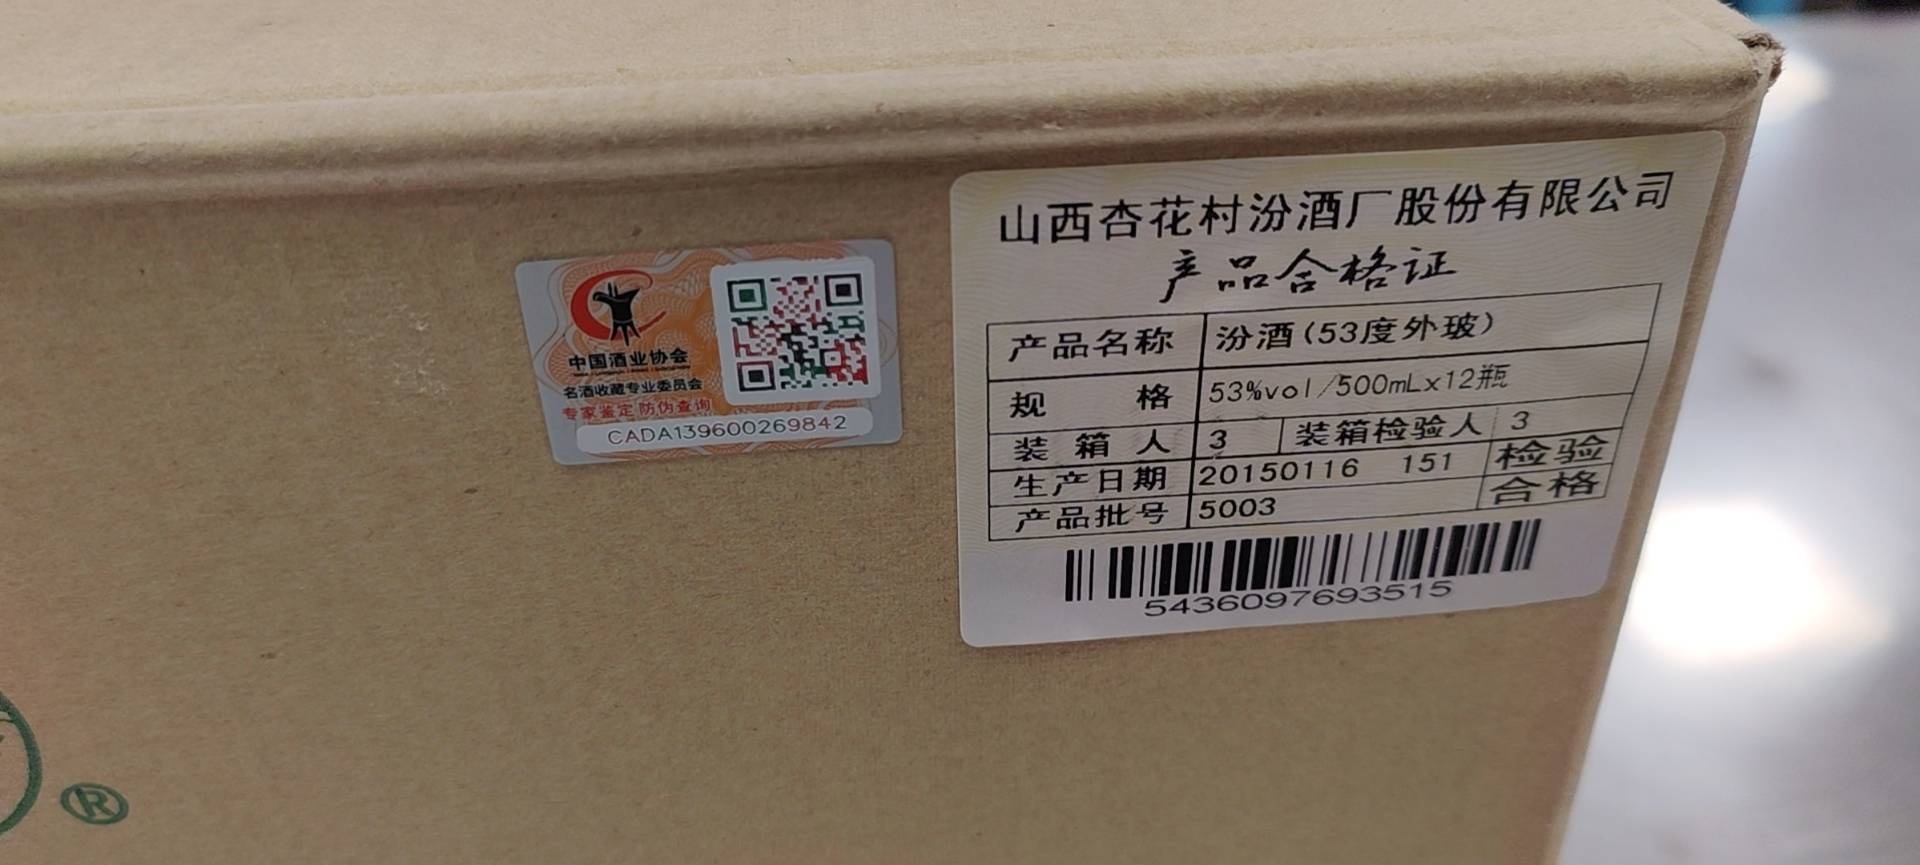 中国酒业协会
名酒收藏专业委员会
专家鉴定 防伪查询
CADA139600269842
山西杏花村汾酒厂股份有限公司
产品合格证
产品名称 汾酒(53度外玻)
规 格 53%vol/500mLx12瓶
装 箱 人 3 装箱检验人 3
生产日期 20150116 151 检验
产品批号 5003 合格
5436097693515
®